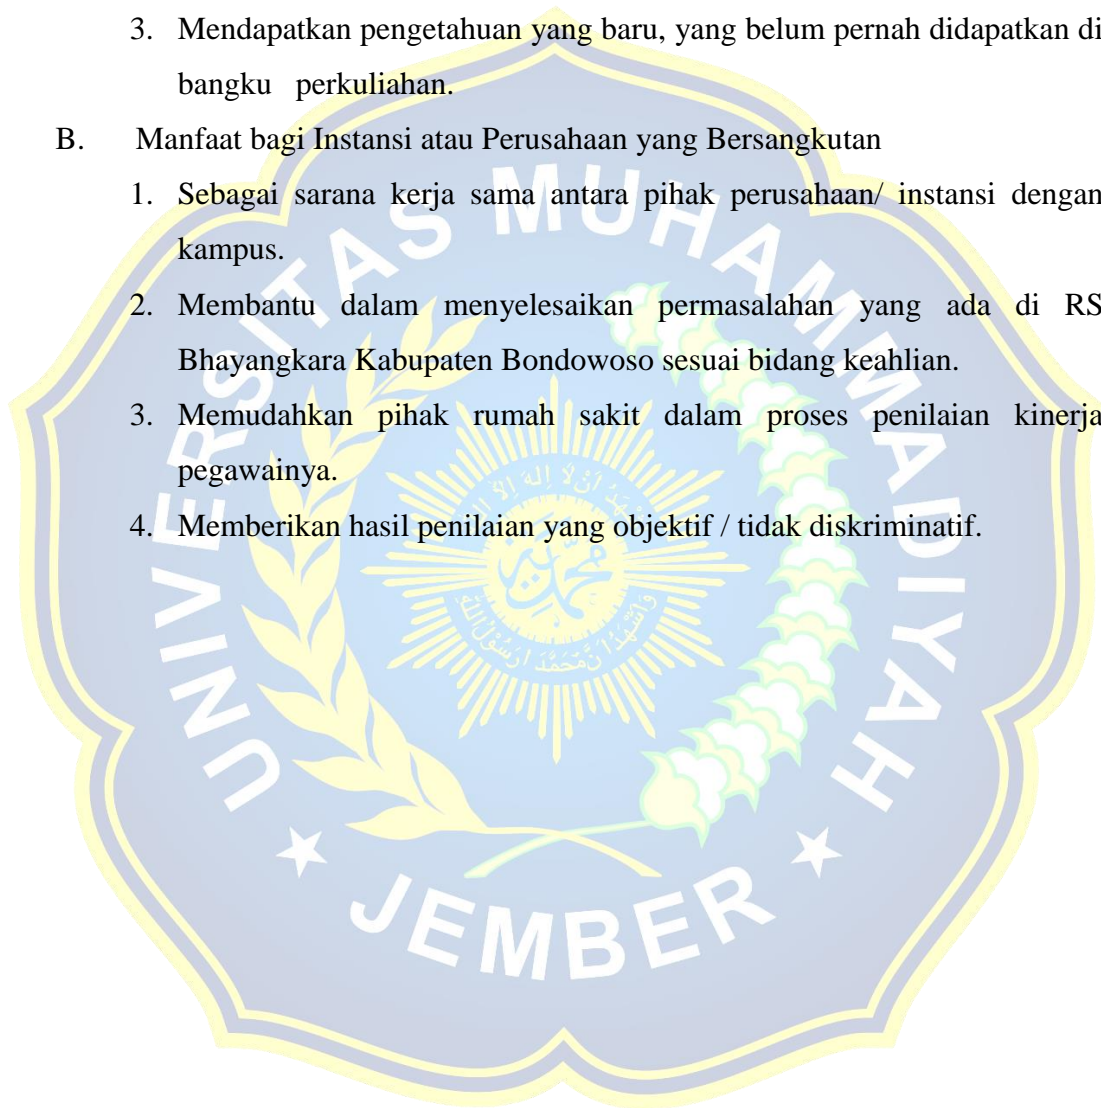 3. Mendapatkan pengetahuan yang baru, yang belum pernah didapatkan di
bangku perkuliahan.
B. Manfaat bagi Instansi atau Perusahaan yang Bersangkutan
1. Sebagai sarana kerja sama antara pihak perusahaan/ instansi dengan
kampus.
2. Membantu dalam menyelesaikan permasalahan yang ada di RS
Bhayangkara Kabupaten Bondowoso sesuai bidang keahlian.
3. Memudahkan pihak rumah sakit dalam proses penilaian kinerja
pegawainya.
4. Memberikan hasil penilaian yang objektif / tidak diskriminatif.
UNIVERSITAS MUHAMMADIYAH
JEMBER
محمد